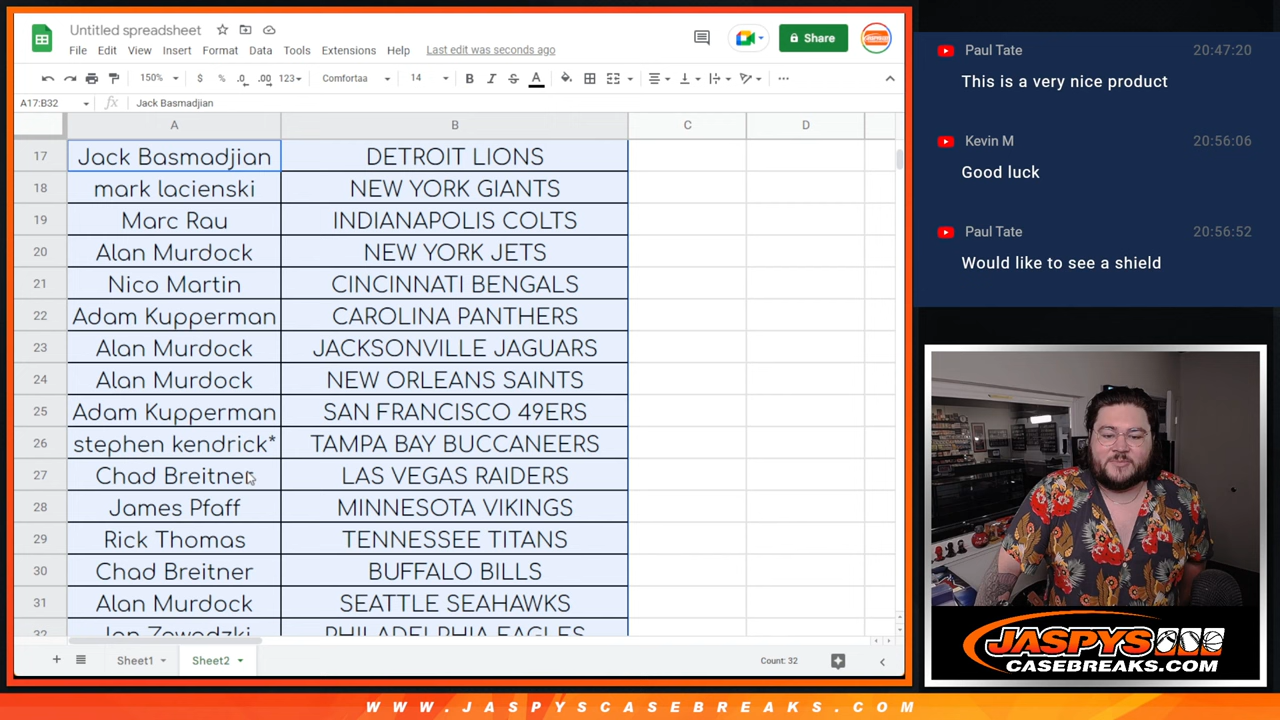 Untitled spreadsheet
File Edit View Insert Format Data Tools Extensions Help Last edit was seconds ago
Share
150% $ % .0 .00 123 Comfortaa 14 B I S A
A17:B32 fx Jack Basmadjian
A B C D
17 Jack Basmadjian DETROIT LIONS
18 mark lacienski NEW YORK GIANTS
19 Marc Rau INDIANAPOLIS COLTS
20 Alan Murdock NEW YORK JETS
21 Nico Martin CINCINNATI BENGALS
22 Adam Kupperman CAROLINA PANTHERS
23 Alan Murdock JACKSONVILLE JAGUARS
24 Alan Murdock NEW ORLEANS SAINTS
25 Adam Kupperman SAN FRANCISCO 49ERS
26 stephen kendrick* TAMPA BAY BUCCANEERS
27 Chad Breitner LAS VEGAS RAIDERS
28 James Pfaff MINNESOTA VIKINGS
29 Rick Thomas TENNESSEE TITANS
30 Chad Breitner BUFFALO BILLS
31 Alan Murdock SEATTLE SEAHAWKS
32 PHILADELPHIA EAGLES
Sheet1 Sheet2 Count: 32
Paul Tate 20:47:20
This is a very nice product
Kevin M 20:56:06
Good luck
Paul Tate 20:56:52
Would like to see a shield
JASPYS
CASEBREAKS.COM
WWW.JASPYSCASEBREAKS.COM